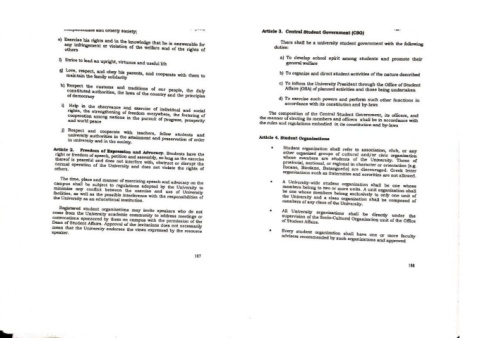 e) Exercise his rights and in the knowledge that he is answerable for
any infringement or violation of the welfare and of the rights of
others
f) Strive to lead an upright, virtuous and useful life
g) Love, respect, and obey his parents, and cooperate with them to
maintain the family solidarity
h) Respect the customs and traditions of our people, the duly
constituted authorities, the laws of the country and the principles
of democracy
i) Help in the observance and exercise of individual and social
rights, the strengthening of freedom everywhere, the fostering of
cooperation among nations in the pursuit of progress, prosperity
and world peace
j) Respect and cooperate with teachers, fellow students and
university authorities in the attainment and preservation of order
in university and in the society.
Article 2. Freedom of Expression and Advocacy. Students have the
right or freedom of speech, petition and assembly, so long as the exercise
thereof is peaceful and does not interfere with, obstruct or disrupt the
normal operation of the University and does not violate the rights of
others.
The time, place and manner of exercising speech and advocacy on the
campus shall be subject to regulations adopted by the University to
minimize any conflict between the exercise and use of University
facilities, as well as the possible interference with the responsibilities of
the University as an educational institution.
Registered student organizations may invite speakers who do not
come from the University academic community to address meetings or
convocations sponsored by them on campus with the permission of the
Dean of Student Affairs. Approval of the invitations does not necessarily
mean that the University endorses the views expressed by the resource
speaker.
107
Article 3. Central Student Government (CSG)
There shall be a university student government with the following
duties:
a) To develop school spirit among students and promote their
general welfare
b) To organize and direct student activities of the nature described
c) To inform the University President through the Office of Student
Affairs (OSA) of planned activities and those being undertaken
d) To exercise such powers and perform such other functions in
accordance with its constitution and by-laws
The composition of the Central Student Government, its officers, and
the manner of electing its members and officers shall be in accordance with
the rules and regulations embodied in its constitution and by-laws
Article 4. Student Organizations
• Student organization shall refer to association, club, or any
other organized groups of cultural and/or civic organization
whose members are students of the University. Those of
provincial, sectional, or regional in character or orientation (e.g.
Ilocano, Bicolano, Batangueño) are discouraged. Greek letter
organizations such as fraternities and sororities are not allowed.
• A University-wide student organization shall be one whose
members belong to two or more units. A unit organization shall
be one whose members belong exclusively to only one unit of
the University and a class organization shall be composed of
members of any class of the University.
• All University organizations shall be directly under the
supervision of the Socio-Cultural Organization unit of the Office
of Student Affairs.
• Every student organization shall have one or more faculty
advisers recommended by such organizations and approved
108